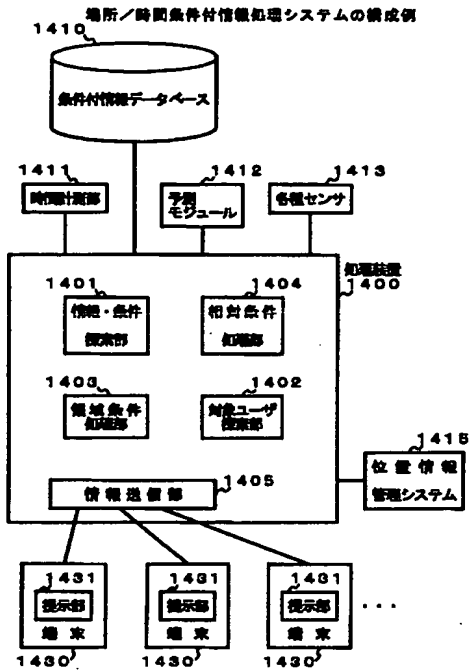 場所/時間条件付情報処理システムの構成例
1410
条件付情報データベース
1411
時間計測部
1412
予測
モジュール
1413
各種センサ
処理装置
1400
1401
情報・条件
探索部
1404
相対条件
処理部
1403
領域条件
処理部
1402
対象ユーザ
探索部
1405
情報送信部
1415
位置情報
管理システム
1431
提示部
端末
1430
1431
提示部
端末
1430
1431
提示部
端末
1430
・・・